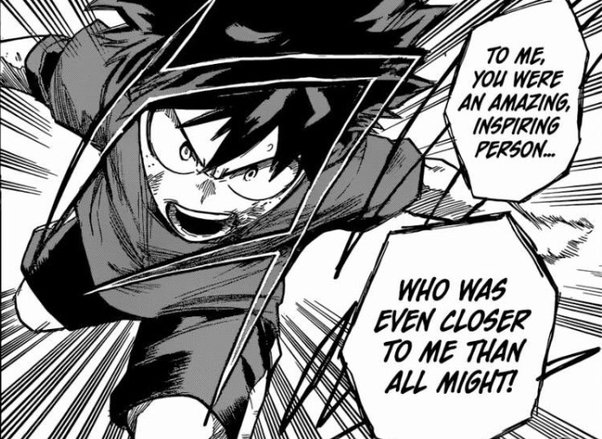 TO ME,
YOU WERE
AN AMAZING,
INSPIRING
PERSON...
WHO WAS
EVEN CLOSER
TO ME THAN
ALL MIGHT!